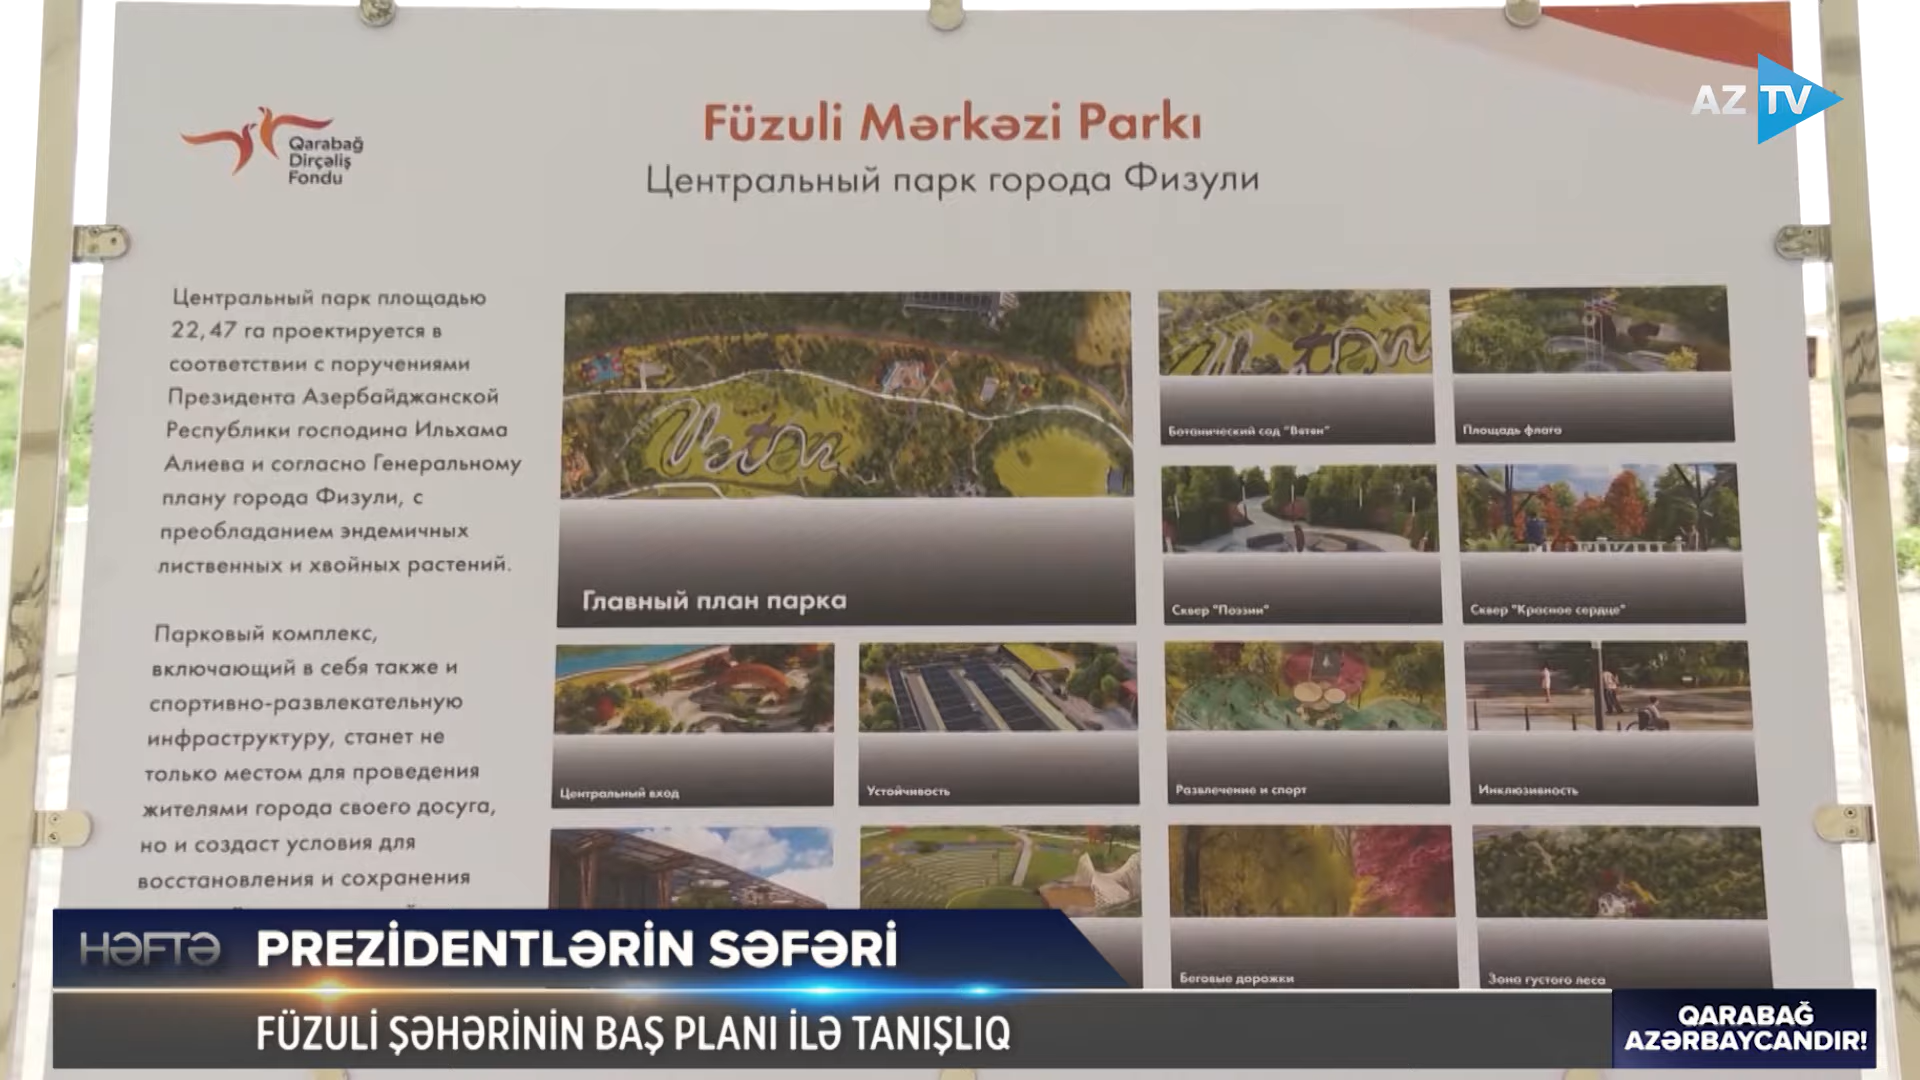 AZ TV
Qarabağ
Dirçəliş
Fondu
Füzuli Mərkəzi Parkı
Центральный парк города Физули
Центральный парк площадью
22,47 га проектируется в
соответствии с поручениями
Президента Азербайджанской
Республики господина Ильхама
Алиева и согласно Генеральному
плану города Физули, с
преобладанием эндемичных
лиственных и хвойных растений.
Парковый комплекс,
включающий в себя также и
спортивно-развлекательную
инфраструктуру, станет не
только местом для проведения
жителями города своего досуга,
но и создаст условия для
восстановления и сохранения
Vətən
Главный план парка
Ботанический сад "Ватан"
Площадь флага
Сквер "Поэзии"
FÜZULİ
Сквер "Красное сердце"
Центральный вход
Устойчивость
Развлечение и спорт
Инклюзивность
Беговые дорожки
Зона густого леса
HƏFTƏ
PREZİDENTLƏRİN SƏFƏRİ
FÜZULİ ŞƏHƏRİNİN BAŞ PLANI İLƏ TANIŞLIQ
QARABAĞ
AZƏRBAYCANDIR!